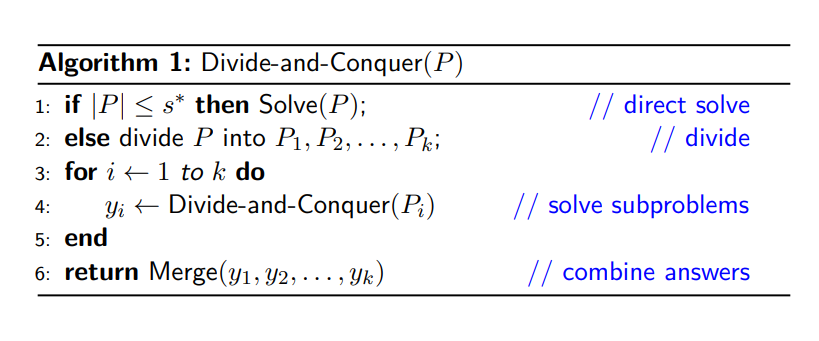 Algorithm 1: Divide-and-Conquer(P)
1: if |P| ≤ s* then Solve(P); // direct solve
2: else divide P into P₁, P₂, . . . , Pₖ; // divide
3: for i ← 1 to k do
4: yᵢ ← Divide-and-Conquer(Pᵢ) // solve subproblems
5: end
6: return Merge(y₁, y₂, . . . , yₖ) // combine answers